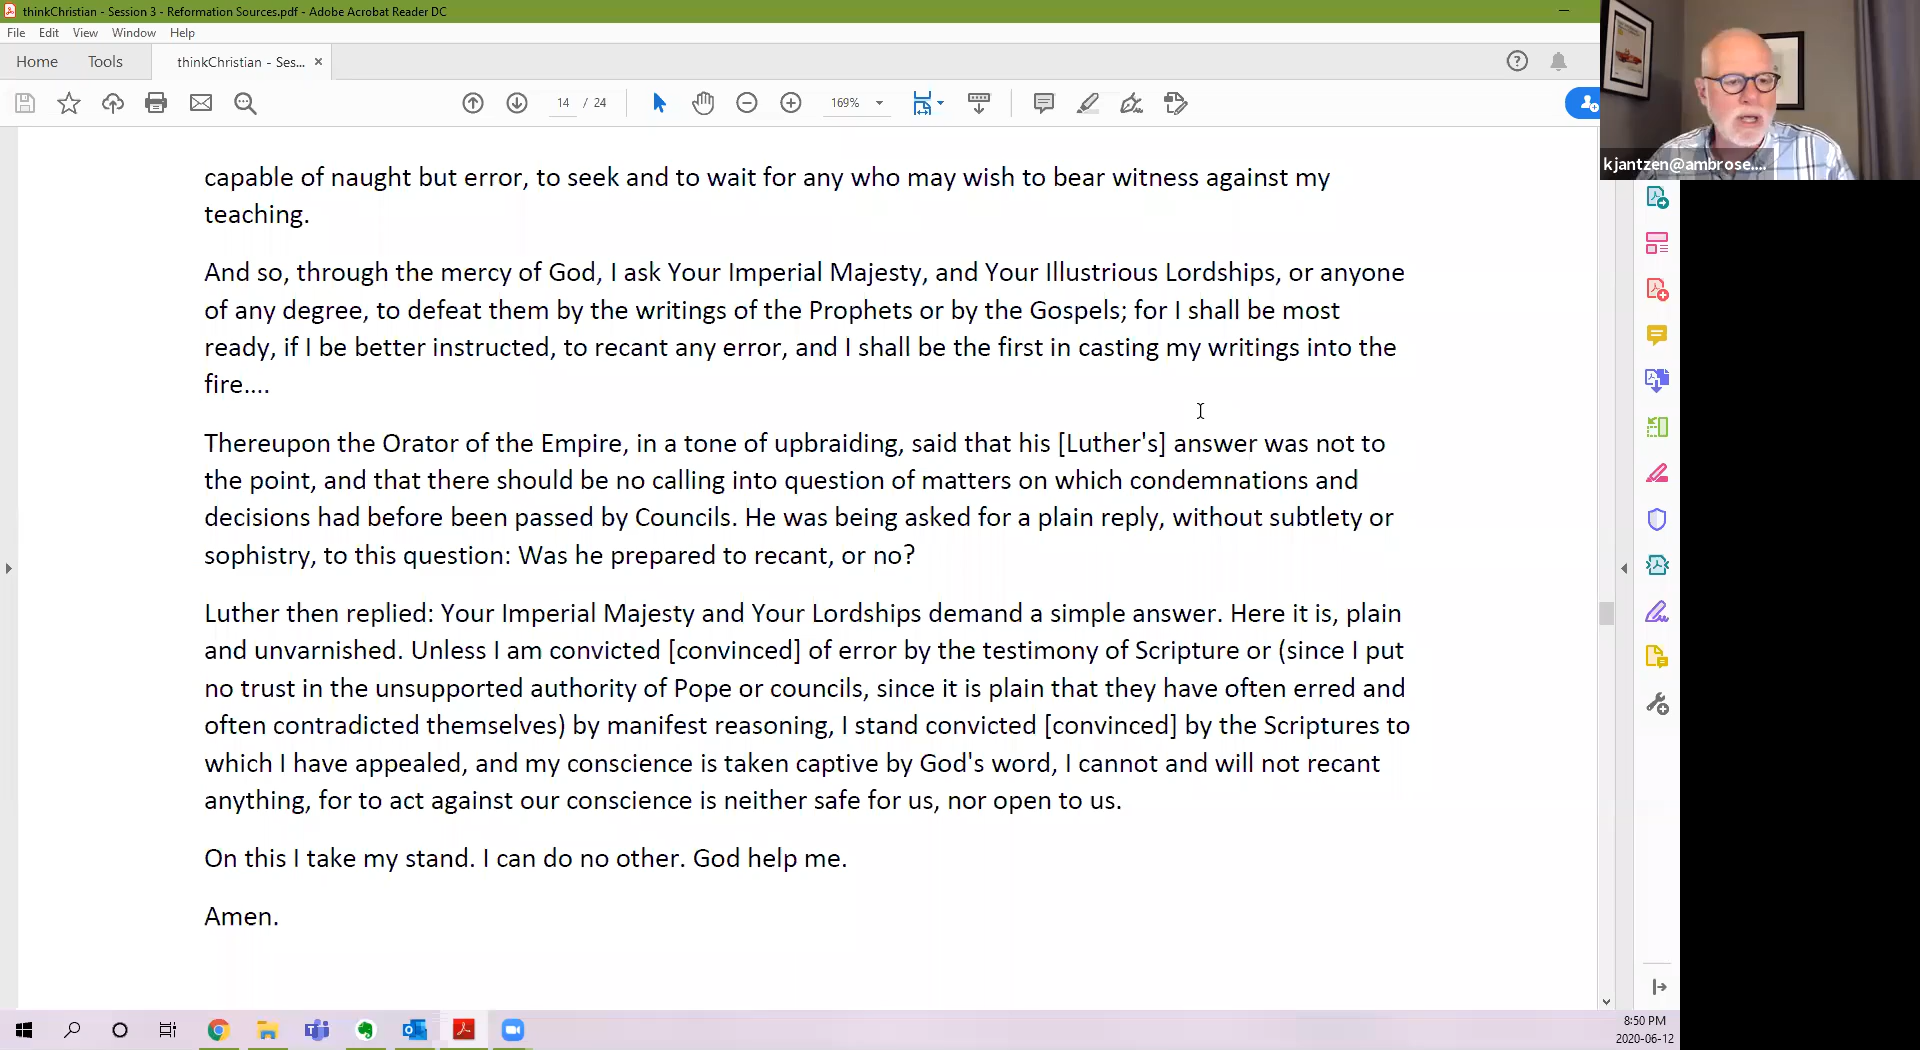 thinkChristian - Session 3 - Reformation Sources.pdf - Adobe Acrobat Reader DC
File Edit View Window Help
Home Tools thinkChristian - Ses... ×
14 / 24 169%
kjantzen@ambrose....
capable of naught but error, to seek and to wait for any who may wish to bear witness against my
teaching.
And so, through the mercy of God, I ask Your Imperial Majesty, and Your Illustrious Lordships, or anyone
of any degree, to defeat them by the writings of the Prophets or by the Gospels; for I shall be most
ready, if I be better instructed, to recant any error, and I shall be the first in casting my writings into the
fire....
Thereupon the Orator of the Empire, in a tone of upbraiding, said that his [Luther's] answer was not to
the point, and that there should be no calling into question of matters on which condemnations and
decisions had before been passed by Councils. He was being asked for a plain reply, without subtlety or
sophistry, to this question: Was he prepared to recant, or no?
Luther then replied: Your Imperial Majesty and Your Lordships demand a simple answer. Here it is, plain
and unvarnished. Unless I am convicted [convinced] of error by the testimony of Scripture or (since I put
no trust in the unsupported authority of Pope or councils, since it is plain that they have often erred and
often contradicted themselves) by manifest reasoning, I stand convicted [convinced] by the Scriptures to
which I have appealed, and my conscience is taken captive by God's word, I cannot and will not recant
anything, for to act against our conscience is neither safe for us, nor open to us.
On this I take my stand. I can do no other. God help me.
Amen.
8:50 PM
2020-06-12